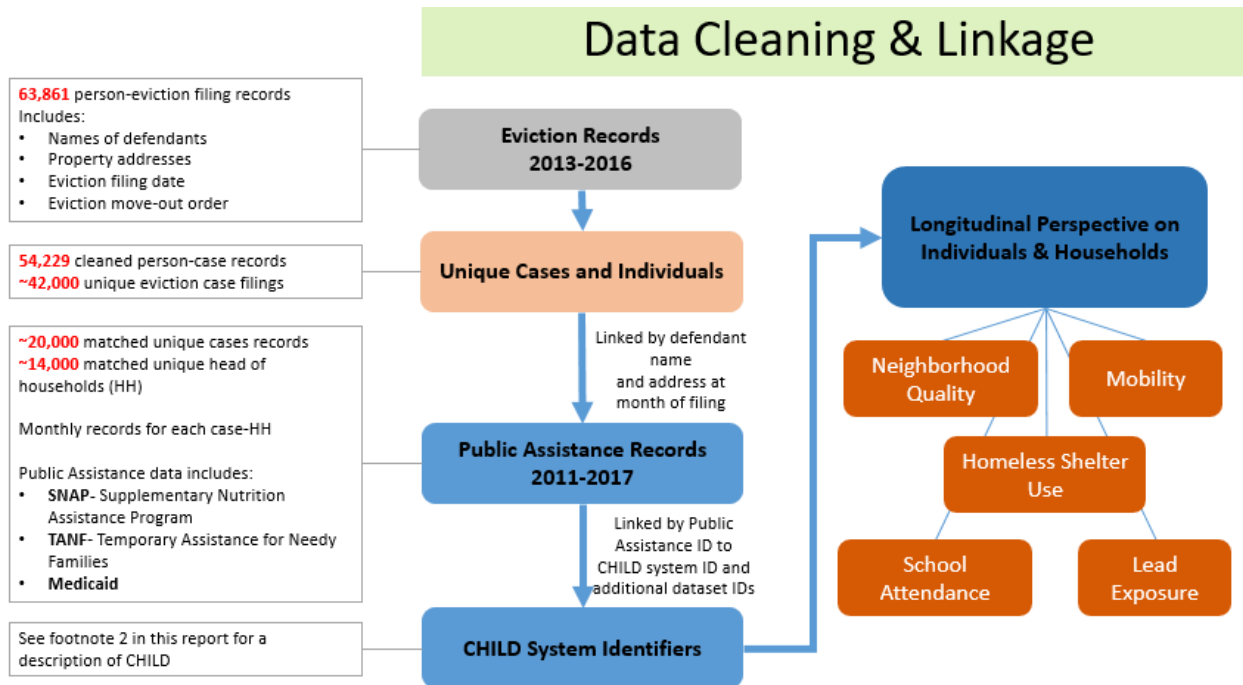 Data Cleaning & Linkage
63,861 person-eviction filing records
Includes:
• Names of defendants
• Property addresses
• Eviction filing date
• Eviction move-out order
Eviction Records
2013-2016
54,229 cleaned person-case records
~42,000 unique eviction case filings
Unique Cases and Individuals
Linked by defendant
name
and address at
month of filing
~20,000 matched unique cases records
~14,000 matched unique head of
households (HH)
Monthly records for each case-HH
Public Assistance data includes:
• SNAP- Supplementary Nutrition
Assistance Program
• TANF- Temporary Assistance for Needy
Families
• Medicaid
Public Assistance Records
2011-2017
Linked by Public
Assistance ID to
CHILD system ID and
additional dataset IDs
See footnote 2 in this report for a
description of CHILD
CHILD System Identifiers
Longitudinal Perspective on
Individuals & Households
Neighborhood
Quality
Mobility
Homeless Shelter
Use
School
Attendance
Lead
Exposure